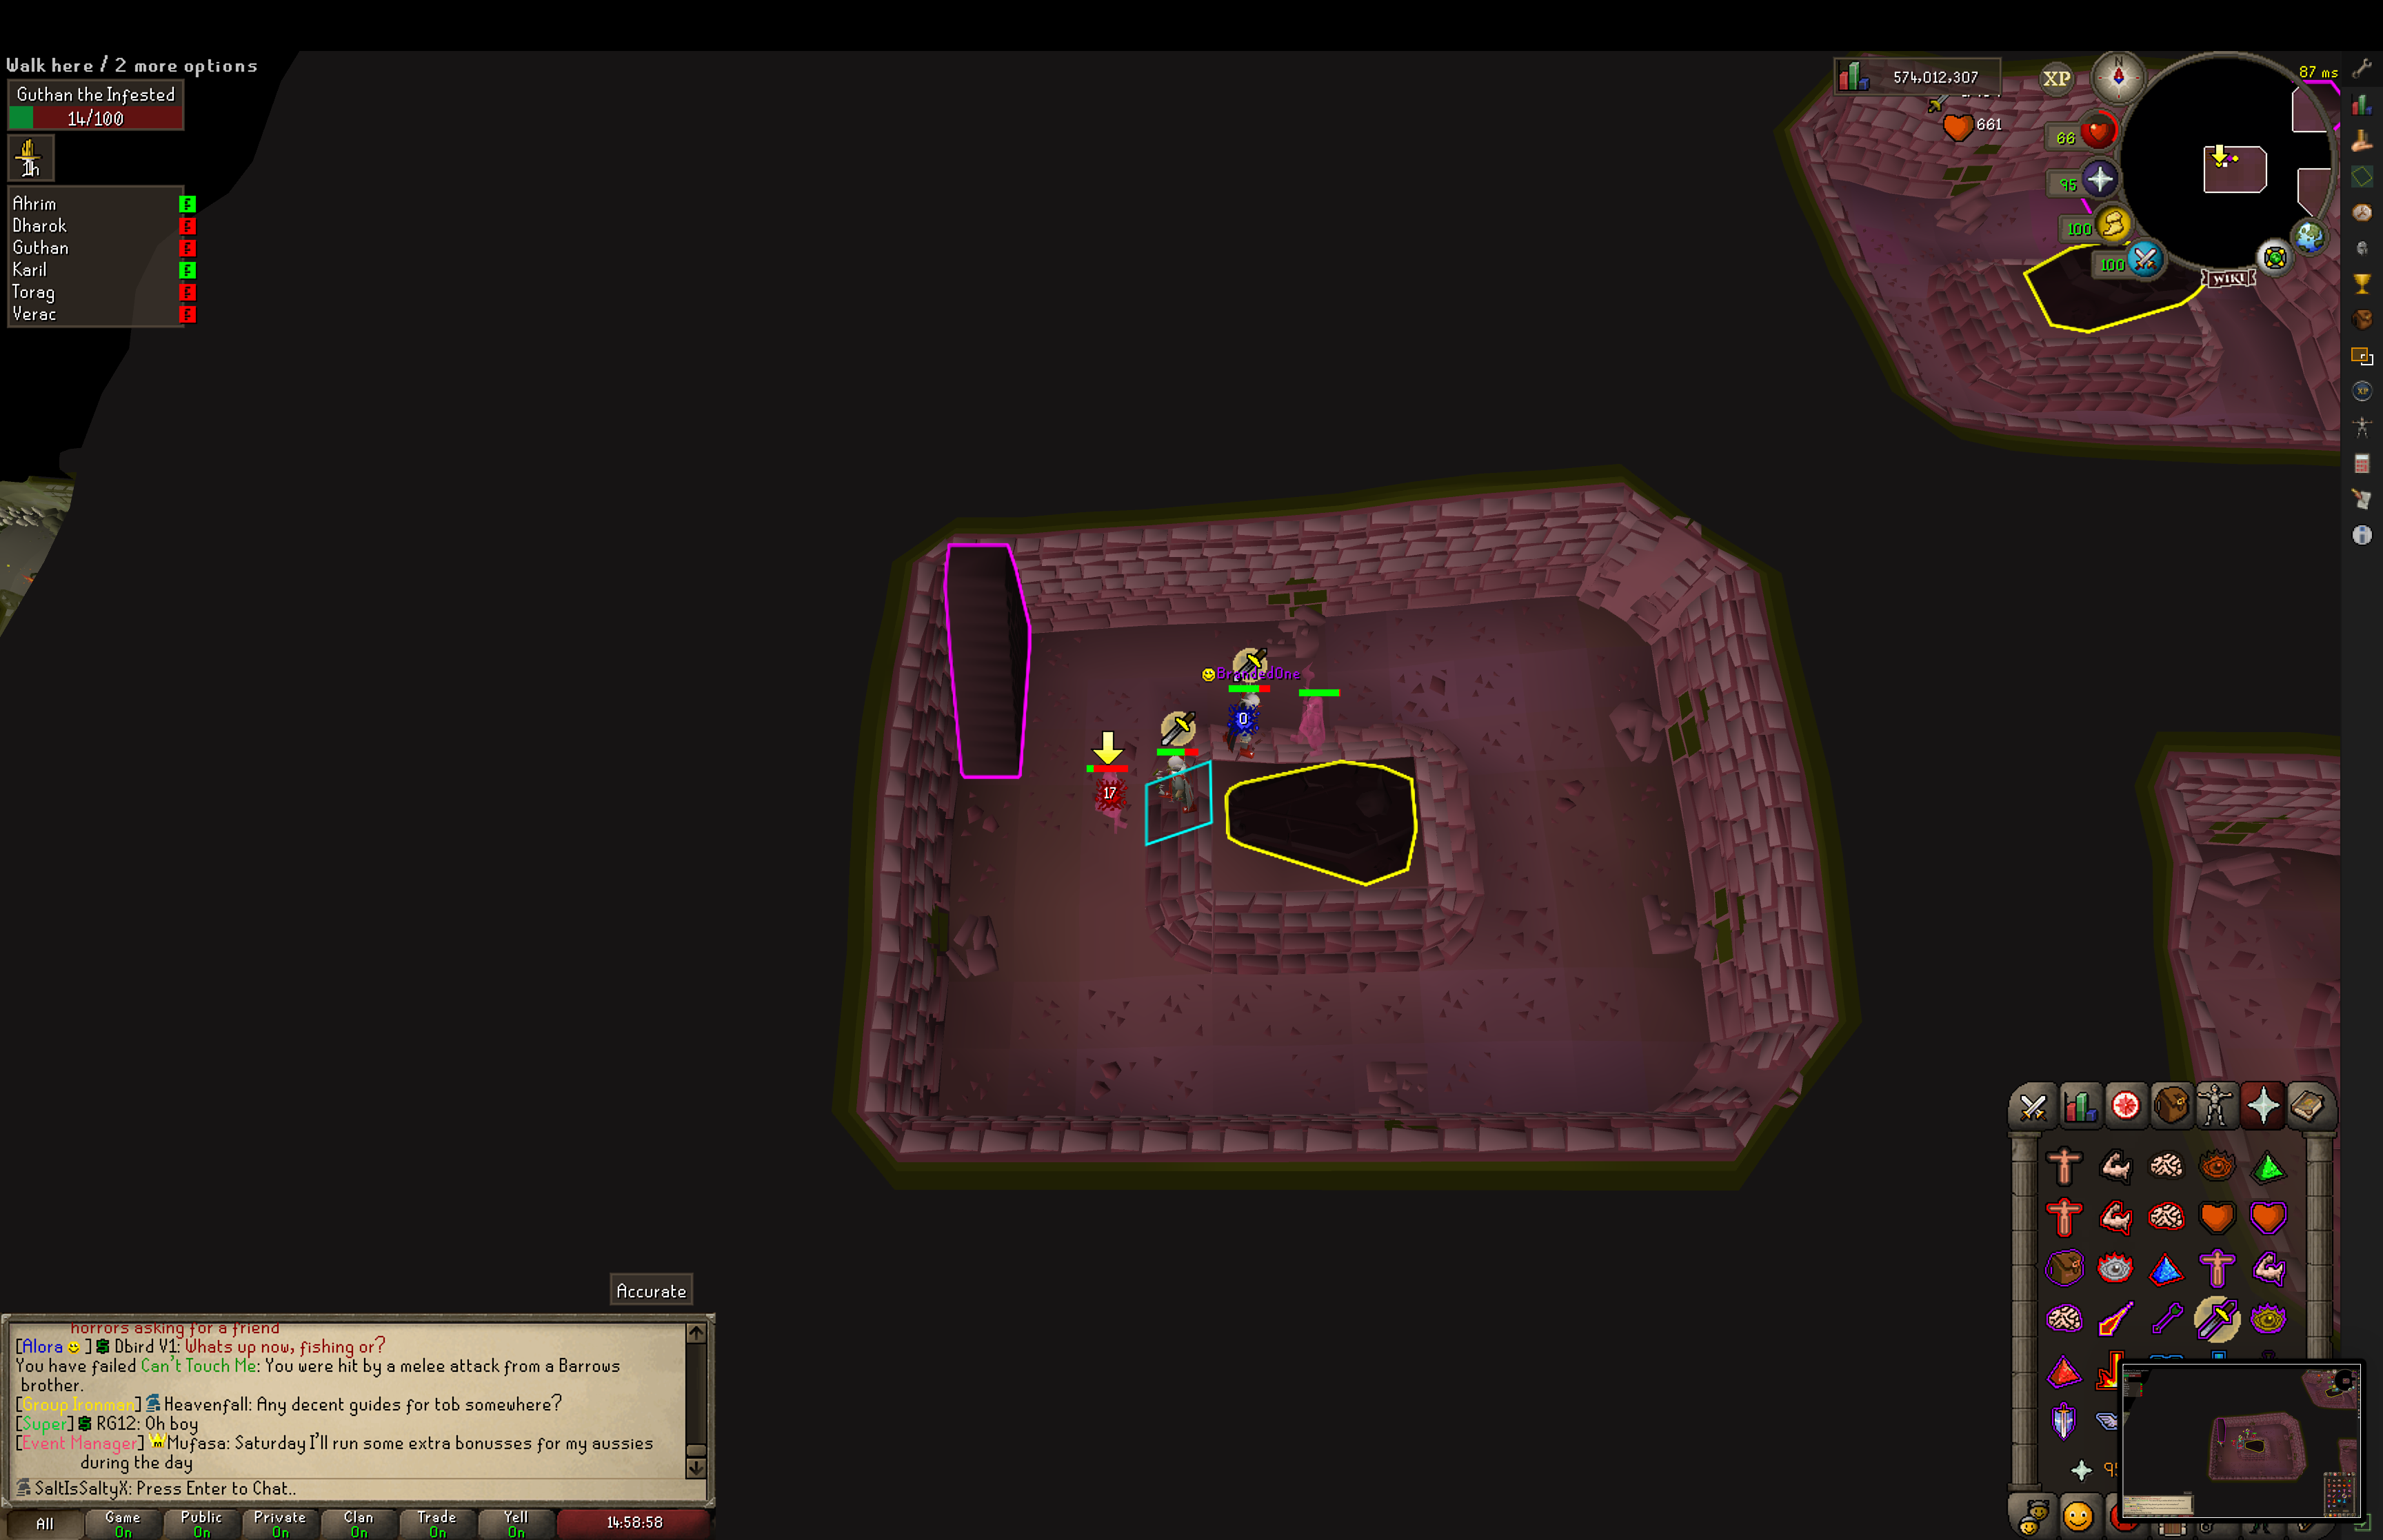 Walk here / 2 more options
Guthan the Infested
14/100
1h
Ahrim
Dharok
Guthan
Karil
Torag
Verac
574,012,307
XP
N
87 ms
661
66
95
100
100
WIKI
XP
0
17
Accurate
horrors asking for a friend
[Alora ] Dbird V1: Whats up now, fishing or?
You have failed Can't Touch Me: You were hit by a melee attack from a Barrows
brother.
[Group Ironman] Heavenfall: Any decent guides for tob somewhere?
[Super] RG12: Oh boy
[Event Manager] Mufasa: Saturday I'll run some extra bonusses for my aussies
during the day
SaltIsSaltyX: Press Enter to Chat..
All
Game On
Public On
Private On
Clan On
Trade On
Yell On
14:58:58